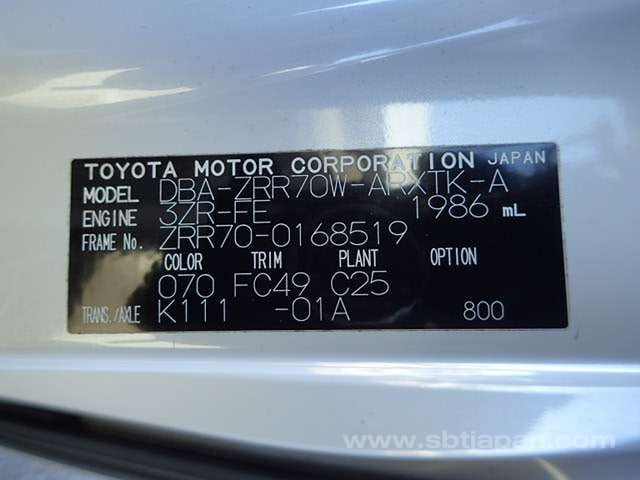 TOYOTA MOTOR CORPORATION JAPAN
MODEL DBA-ZRR70W-ARXTK-A
ENGINE 3ZR-FE 1986 mL
FRAME No. ZRR70-0168519
COLOR TRIM PLANT OPTION
070 FC49 C25
TRANS./AXLE K111 -01A 800
www.sbtjapan.com